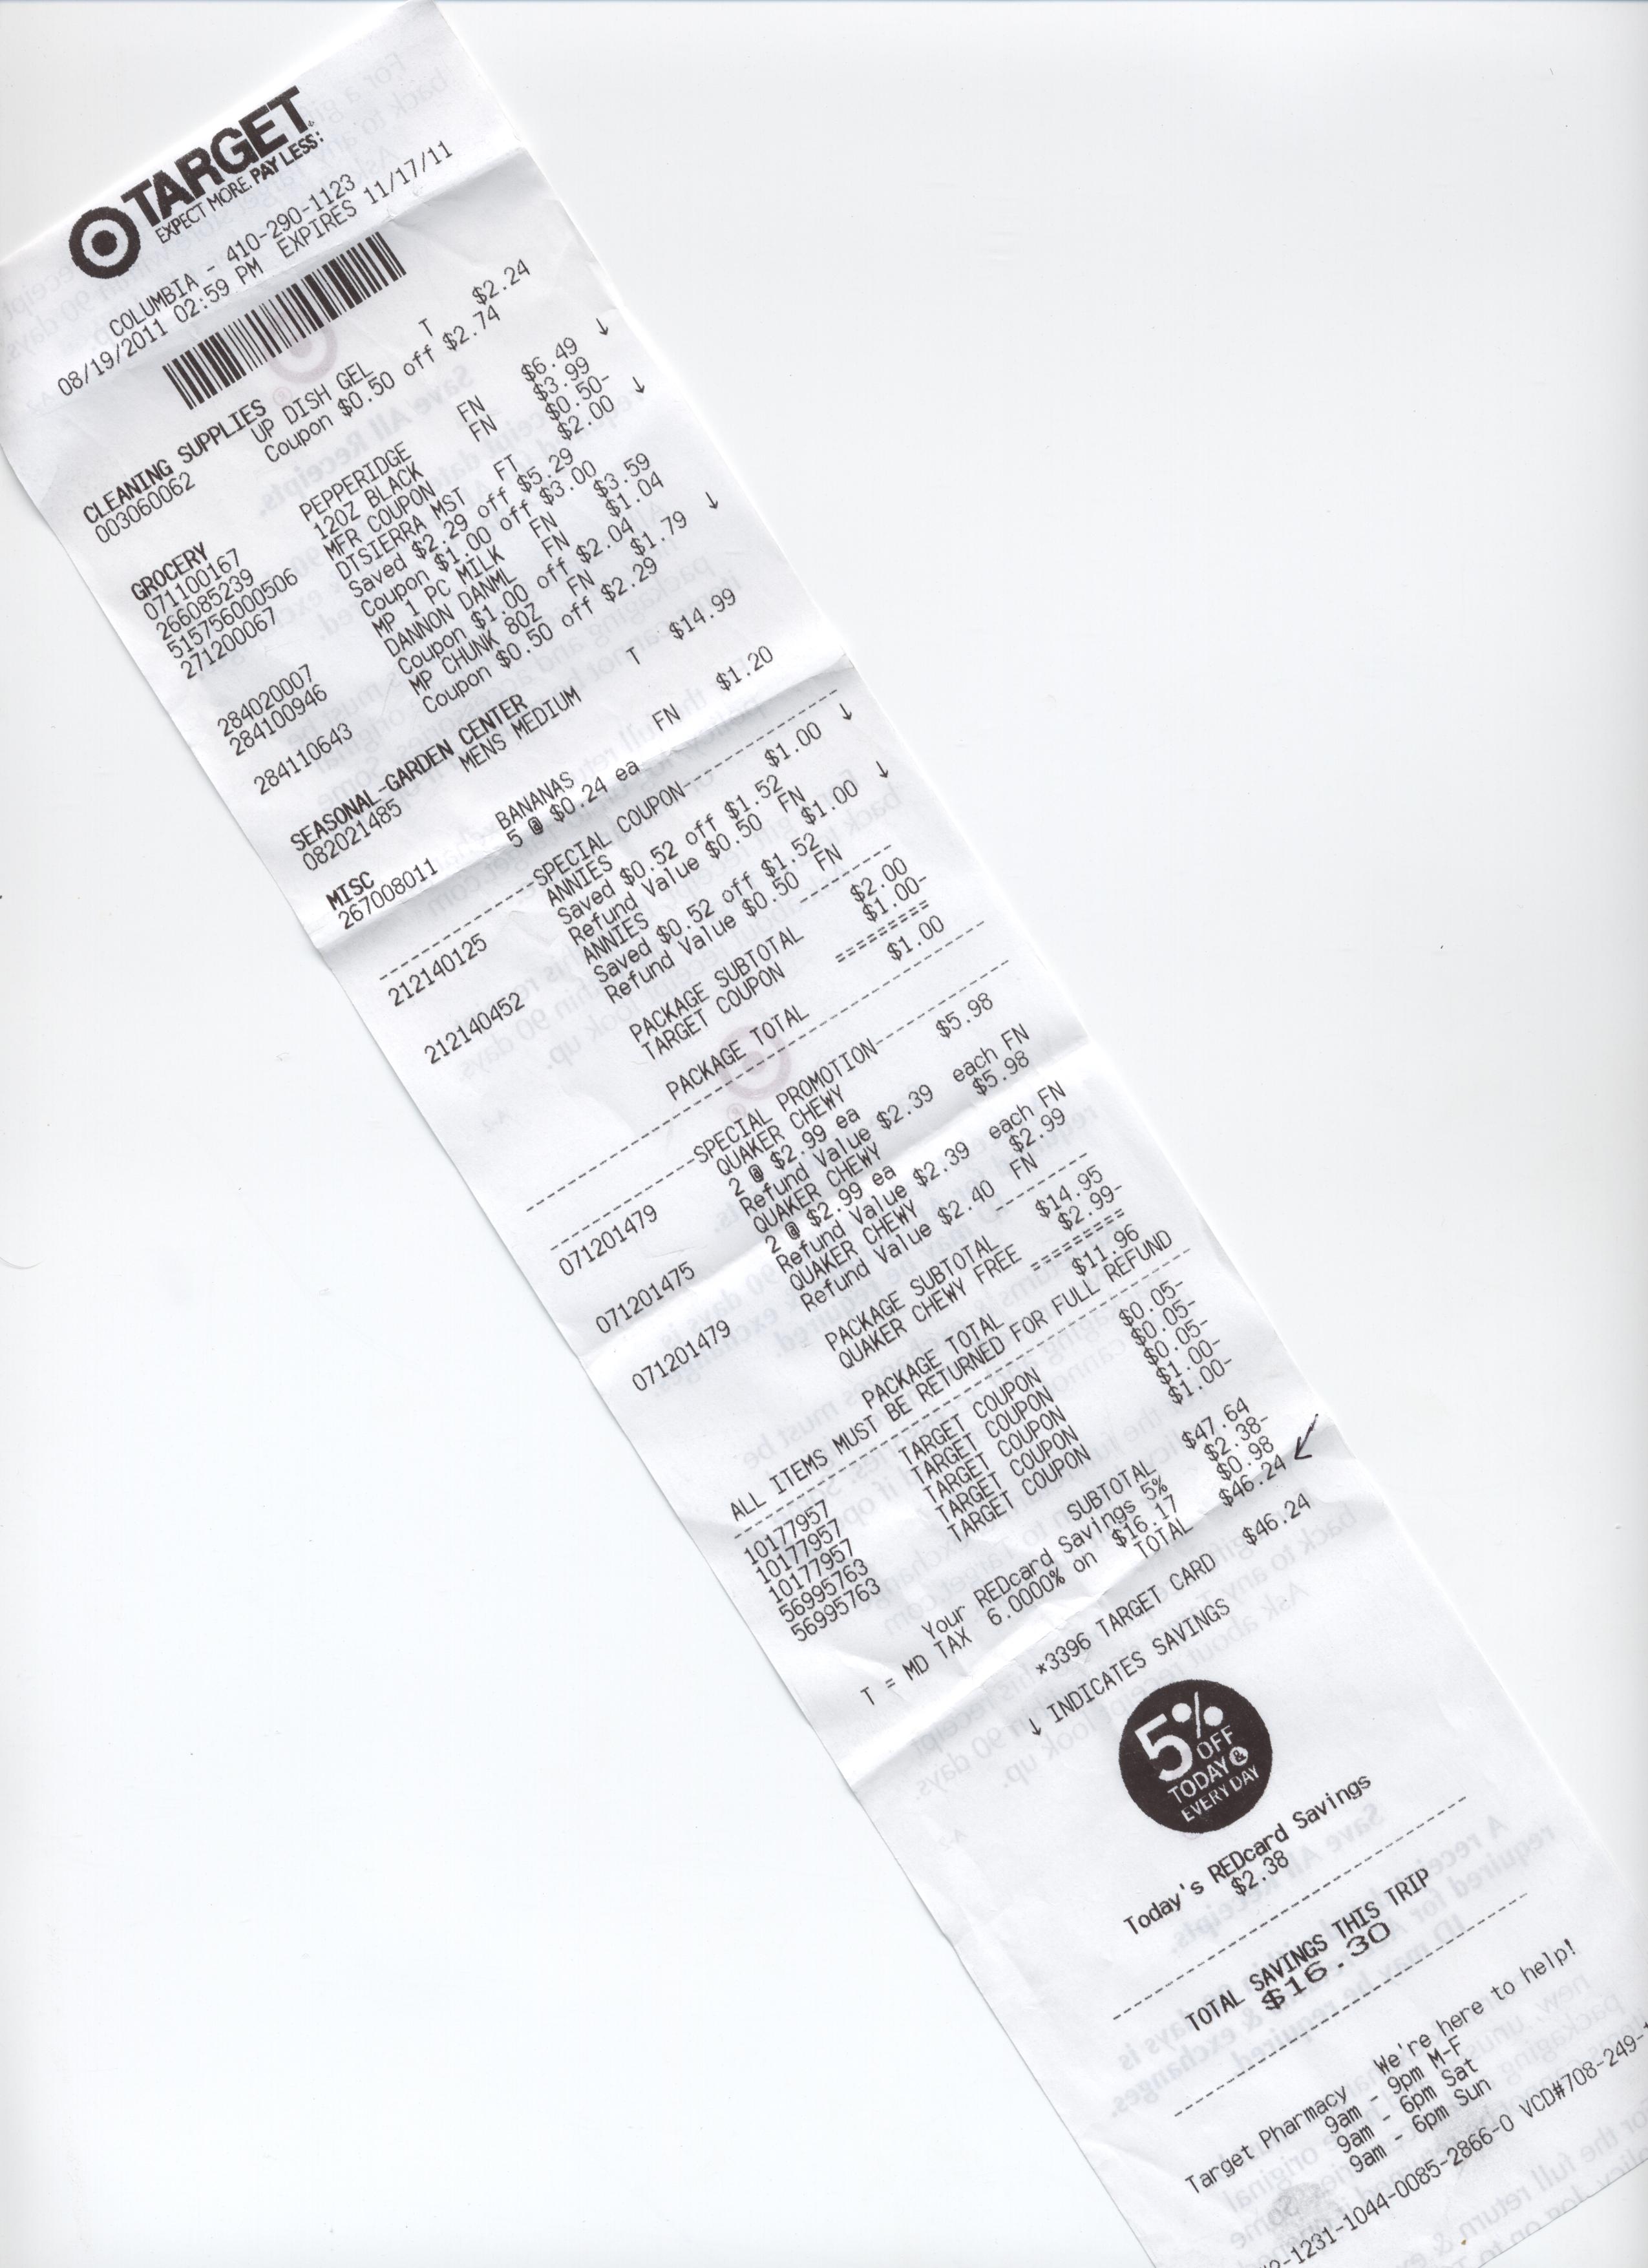 TARGET
EXPECT MORE. PAY LESS.
COLUMBIA - 410-290-1123
08/19/2011 02:59 PM EXPIRES 11/17/11
CLEANING SUPPLIES
003060062 UP DISH GEL T $2.24
Coupon $0.50 off $2.74
GROCERY
071100167 PEPPERIDGE FN $6.49 ↓
266085239 12OZ BLACK FN $3.99
515756000506 MFR COUPON $0.50-
271200067 DTSIERRA MST FT $2.00 ↓
Saved $2.29 off $5.29
Coupon $1.00 off $3.00
284020007 MP 1 PC MILK FN $3.59
284100946 DANNON DANML FN $1.04
Coupon $1.00 off $2.04
284110643 MP CHUNK 8OZ FN $1.79 ↓
Coupon $0.50 off $2.29
SEASONAL-GARDEN CENTER
082021485 MENS MEDIUM T $14.99
MISC
267008011 BANANAS FN $1.20
5 @ $0.24 ea
SPECIAL COUPON
212140125 ANNIES $1.00 ↓
Saved $0.52 off $1.52
Refund Value $0.50 FN
212140452 ANNIES $1.00 ↓
Saved $0.52 off $1.52
Refund Value $0.50 FN
PACKAGE SUBTOTAL $2.00
TARGET COUPON $1.00-
========
PACKAGE TOTAL $1.00
SPECIAL PROMOTION
071201479 QUAKER CHEWY $5.98
2 @ $2.99 ea
Refund Value $2.39 each FN
071201475 QUAKER CHEWY $5.98
2 @ $2.99 ea
Refund Value $2.39 each FN
071201479 QUAKER CHEWY $2.99
Refund Value $2.40 FN
PACKAGE SUBTOTAL $14.95
QUAKER CHEWY FREE $2.99-
========
PACKAGE TOTAL $11.96
ALL ITEMS MUST BE RETURNED FOR FULL REFUND
10177957 TARGET COUPON $0.05-
10177957 TARGET COUPON $0.05-
10177957 TARGET COUPON $0.05-
56995763 TARGET COUPON $1.00-
56995763 TARGET COUPON $1.00-
SUBTOTAL $47.64
Your REDcard Savings 5% $2.38-
T = MD TAX 6.0000% on $16.17 $0.98
TOTAL $46.24
*3396 TARGET CARD $46.24
↓ INDICATES SAVINGS
5%
OFF
TODAY &
EVERY DAY
Today's REDcard Savings
$2.38
TOTAL SAVINGS THIS TRIP
$16.30
Target Pharmacy We're here to help!
9am - 9pm M-F
9am - 6pm Sat
9am - 6pm Sun
2-1231-1044-0085-2866-0 VCD#708-249-